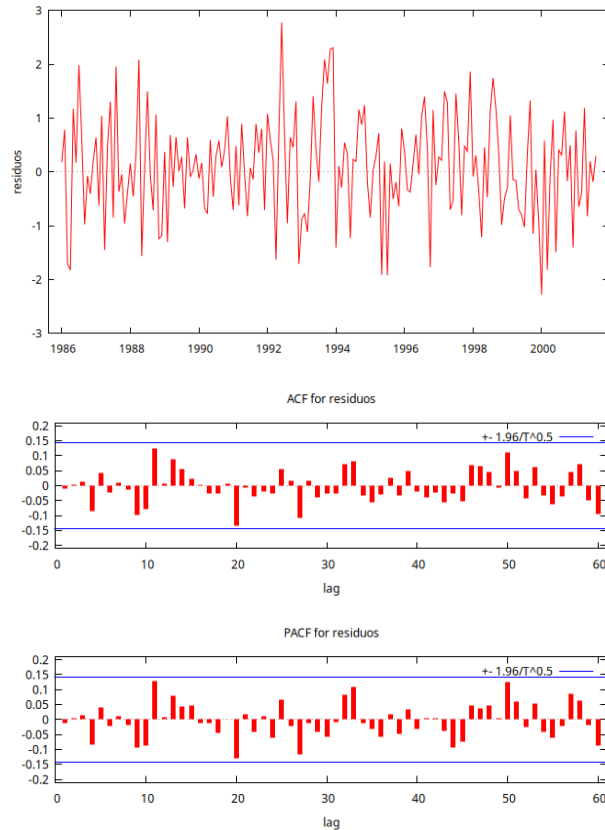 3
2
1
0
-1
-2
-3
residuos
1986 1988 1990 1992 1994 1996 1998 2000
ACF for residuos
+- 1.96/T^0.5
0.2
0.15
0.1
0.05
0
-0.05
-0.1
-0.15
-0.2
0 10 20 30 40 50 60
lag
PACF for residuos
+- 1.96/T^0.5
0.2
0.15
0.1
0.05
0
-0.05
-0.1
-0.15
-0.2
0 10 20 30 40 50 60
lag